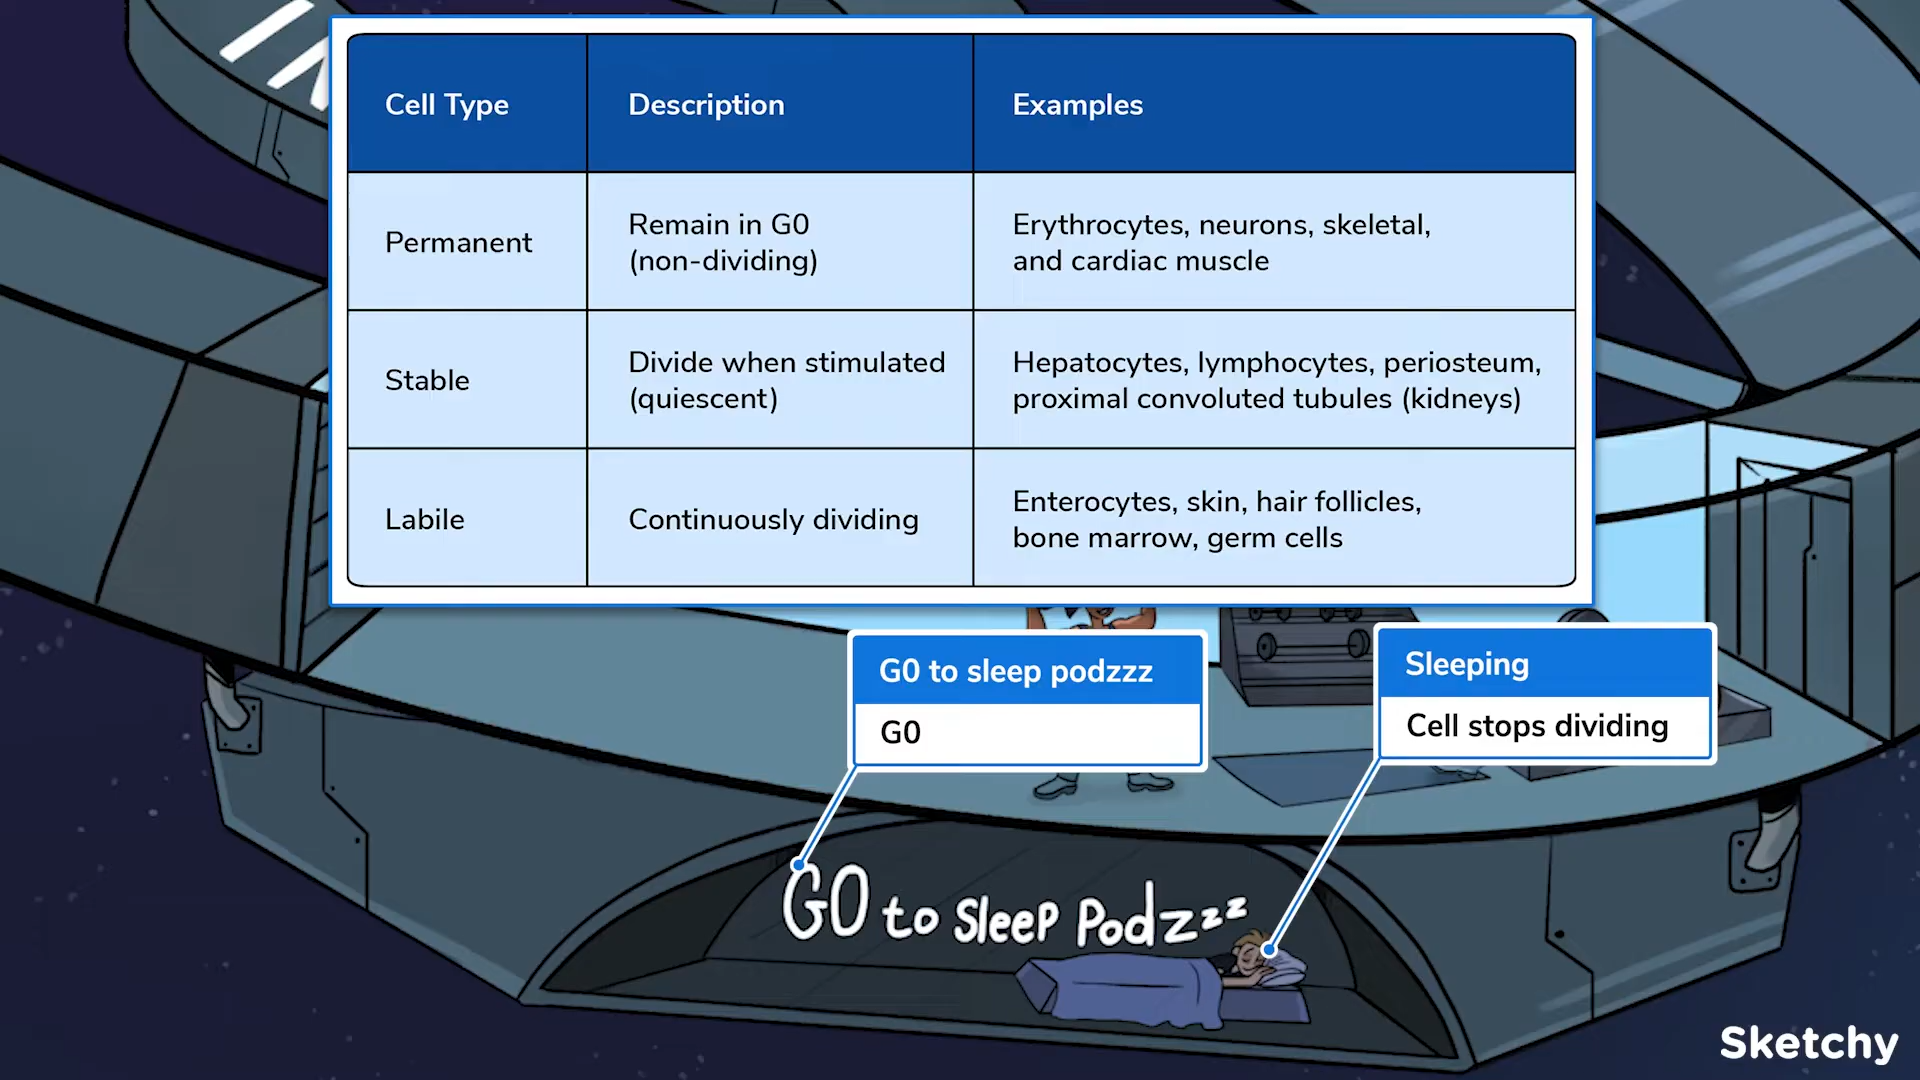 Cell Type
Description
Examples
Permanent
Remain in G0
(non-dividing)
Erythrocytes, neurons, skeletal,
and cardiac muscle
Stable
Divide when stimulated
(quiescent)
Hepatocytes, lymphocytes, periosteum,
proximal convoluted tubules (kidneys)
Labile
Continuously dividing
Enterocytes, skin, hair follicles,
bone marrow, germ cells
G0 to sleep podzzz
G0
Sleeping
Cell stops dividing
G0 to Sleep Podzzz
Sketchy